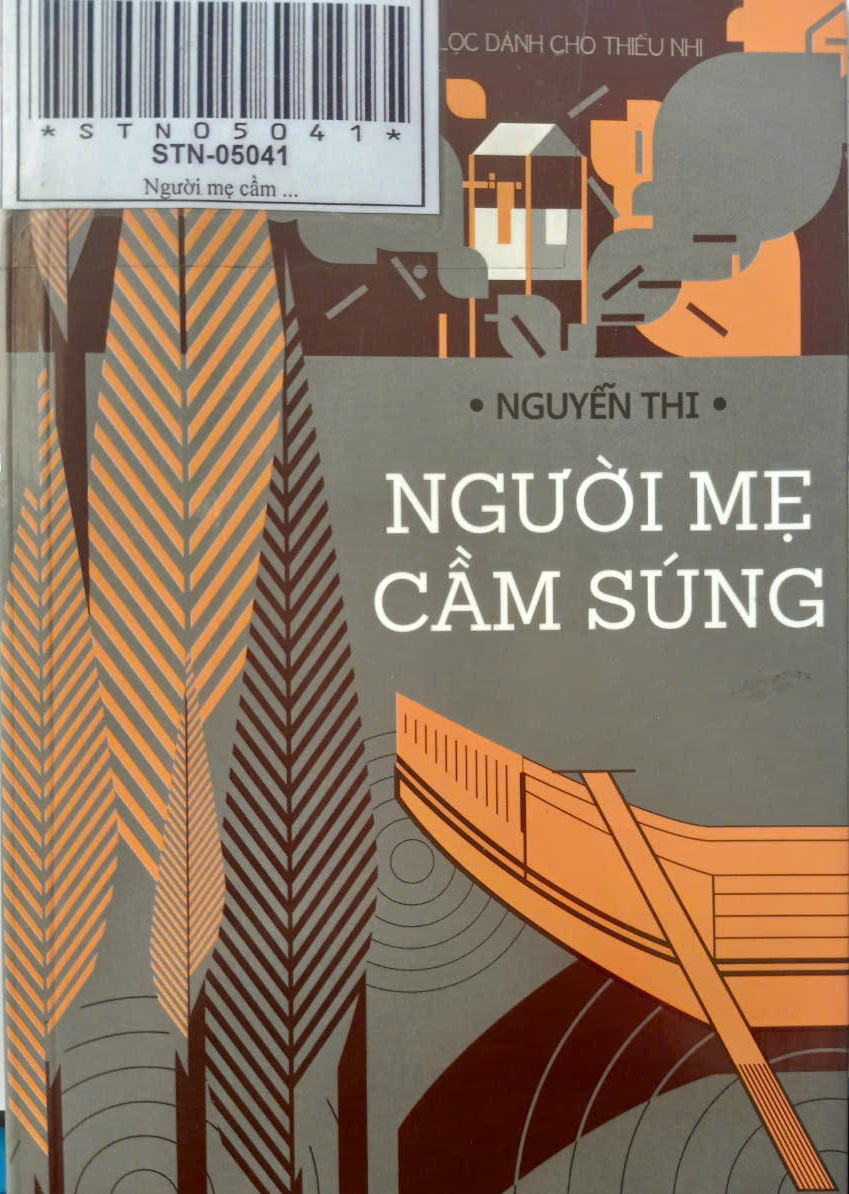 LỌC DÀNH CHO THIẾU NHI
*STN05041*
STN-05041
Người mẹ cầm ...
• NGUYỄN THI •
NGƯỜI MẸ
CẦM SÚNG